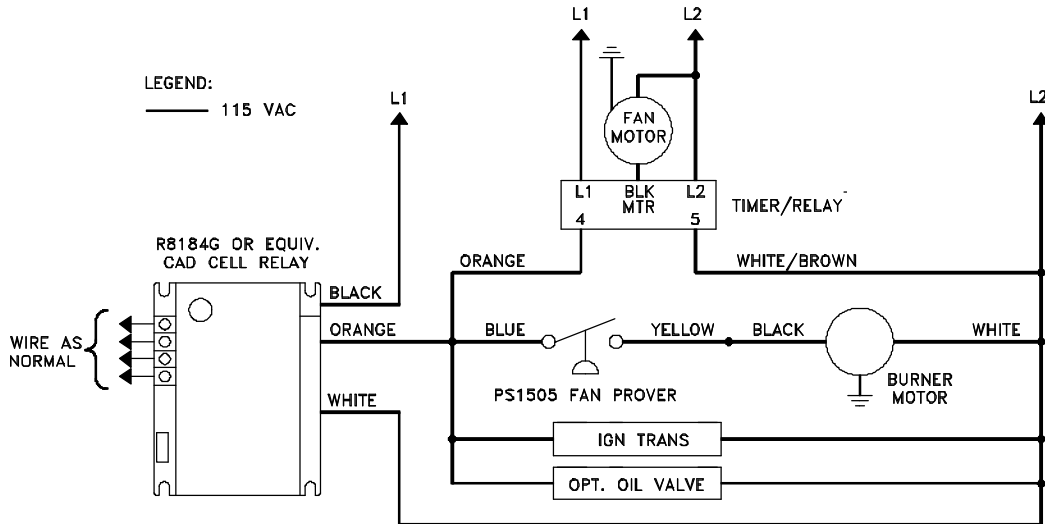 L1
L2
LEGEND:
115 VAC
L1
L2
FAN
MOTOR
L1 BLK L2
MTR
4 5
TIMER/RELAY
R8184G OR EQUIV.
CAD CELL RELAY
ORANGE
WHITE/BROWN
BLACK
ORANGE
BLUE
YELLOW
BLACK
WHITE
WIRE AS
NORMAL
PS1505 FAN PROVER
BURNER
MOTOR
WHITE
IGN TRANS
OPT. OIL VALVE